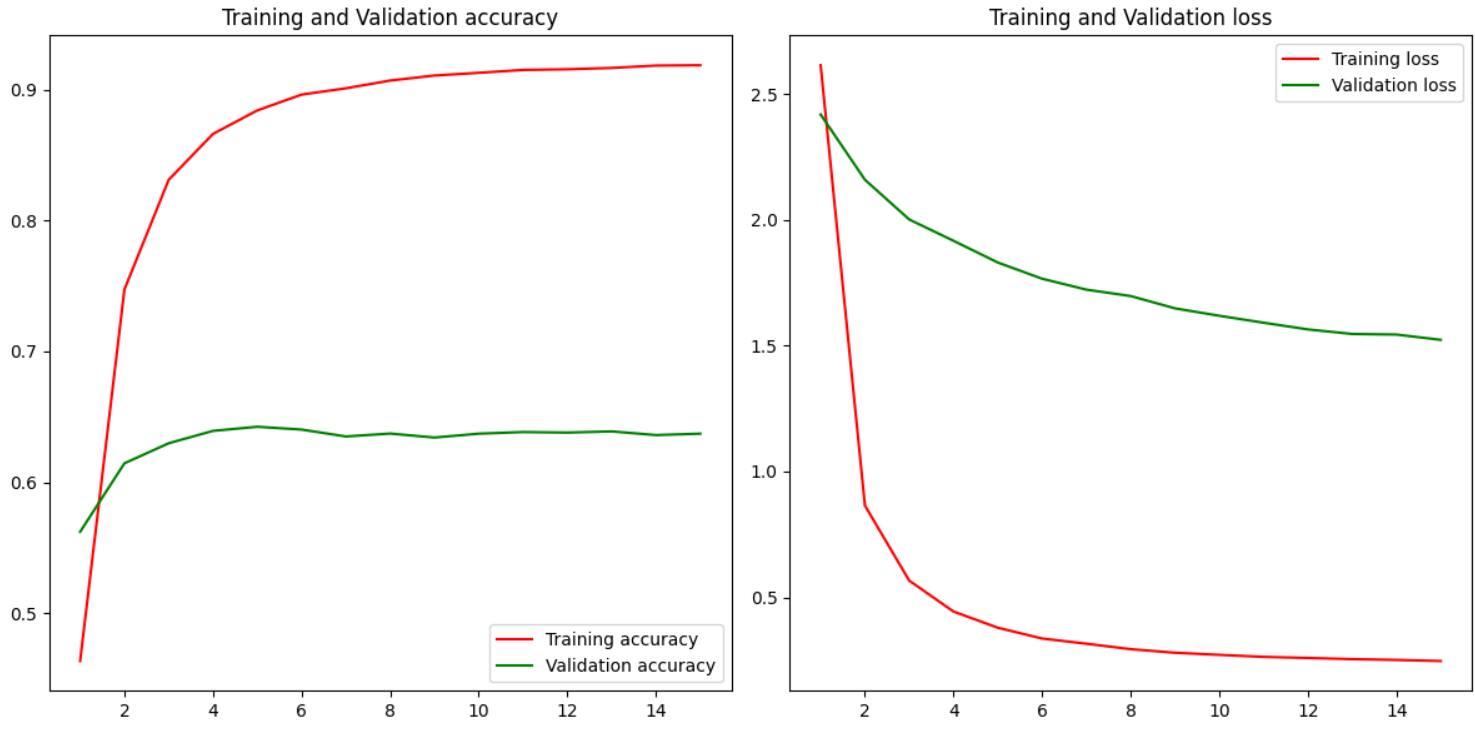 Training and Validation accuracy
0.9
0.8
0.7
0.6
0.5
Training accuracy
Validation accuracy
2 4 6 8 10 12 14
Training and Validation loss
Training loss
Validation loss
2.5
2.0
1.5
1.0
0.5
2 4 6 8 10 12 14